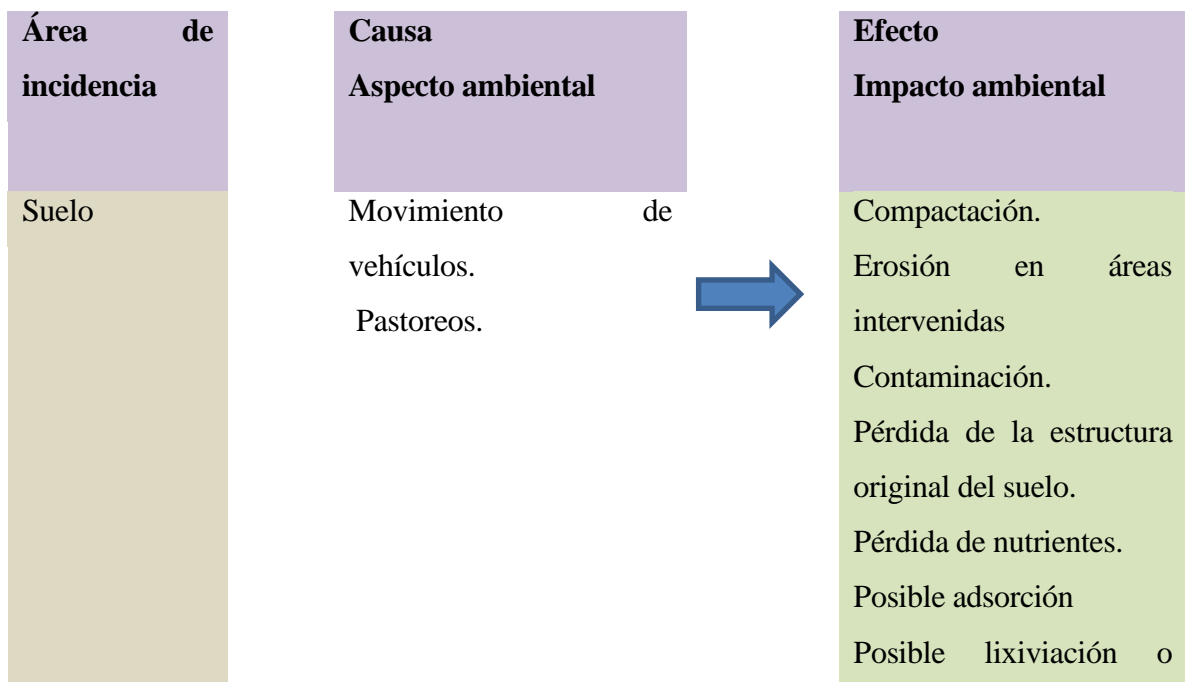 Área de
incidencia
Causa
Aspecto ambiental
Efecto
Impacto ambiental
Suelo
Movimiento de
vehículos.
Pastoreos.
Compactación.
Erosión en áreas
intervenidas
Contaminación.
Pérdida de la estructura
original del suelo.
Pérdida de nutrientes.
Posible adsorción
Posible lixiviación o